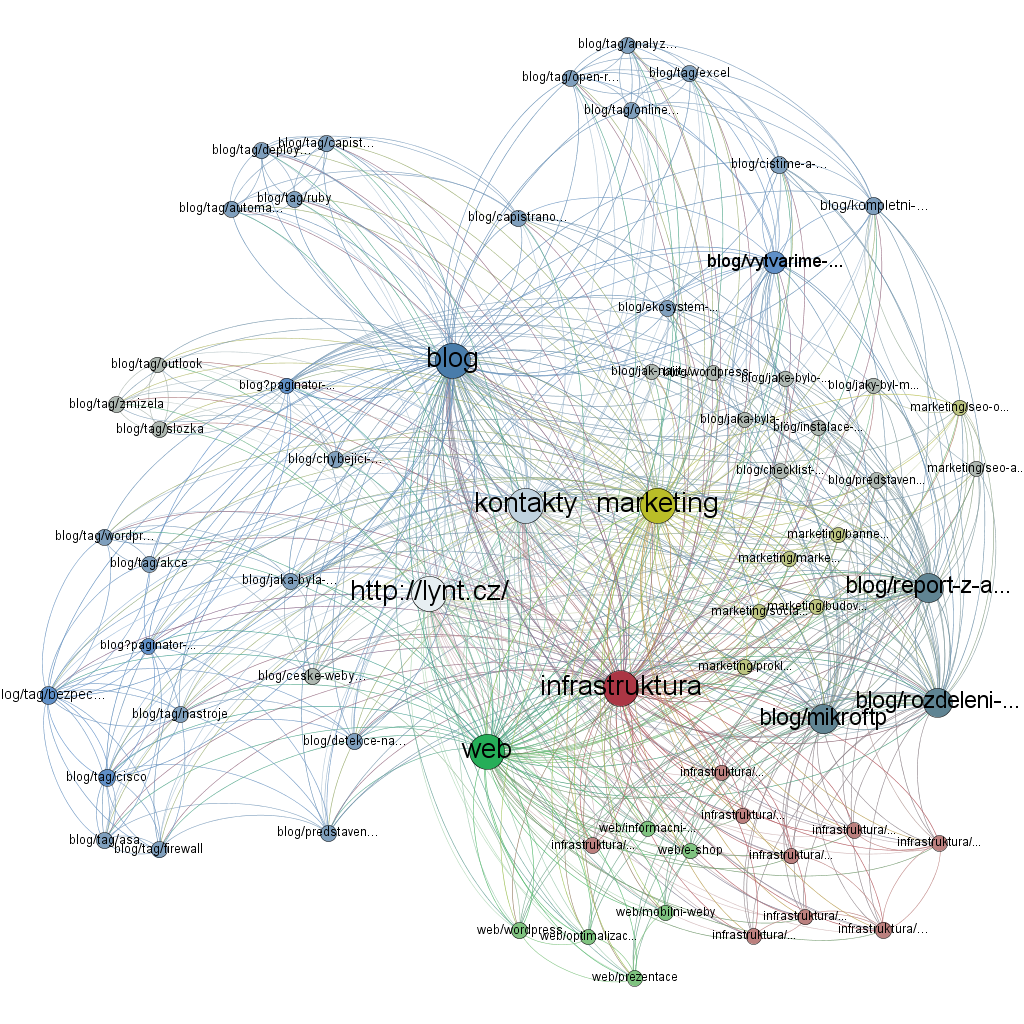 blog/tag/analyz...
blog/tag/open-r...
blog/tag/excel
blog/tag/online...
blog/tag/capist...
blog/tag/deploy...
blog/cistime-a-...
blog/tag/ruby
blog/tag/automa...
blog/kompletni-...
blog/capistrano...
blog/vytvarime-...
blog/ekosystem-...
blog
blog/tag/outlook
blog?paginator-...
blog/jak-najit-
blog/wordpress-
blog/jake-bylo-...
blog/jaky-byl-m...
blog/tag/zmizela
marketing/seo-o...
blog/jaka-byla-...
blog/instalace-...
blog/tag/slozka
blog/chybejici-...
blog/checklist-...
marketing/seo-a...
blog/predstaven...
kontakty
marketing
blog/tag/wordpr...
marketing/banne...
marketing/marke...
blog/tag/akce
blog/jaka-byla-...
http://lynt.cz/
blog/report-z-a...
marketing/socia...
marketing/budov...
blog?paginator-...
marketing/prokl...
blog/ceske-weby...
infrastruktura
blog/tag/bezpec...
blog/rozdeleni-...
blog/tag/nastroje
blog/mikroftp
blog/detekce-na...
web
blog/tag/cisco
infrastruktura/...
infrastruktura/...
web/informacni-...
blog/predstaven...
infrastruktura/...
blog/tag/asa
blog/tag/firewall
infrastruktura/...
web/e-shop
infrastruktura/...
infrastruktura/...
web/mobilni-weby
infrastruktura/...
web/wordpress
web/optimalizac...
infrastruktura/...
infrastruktura/...
web/prezentace